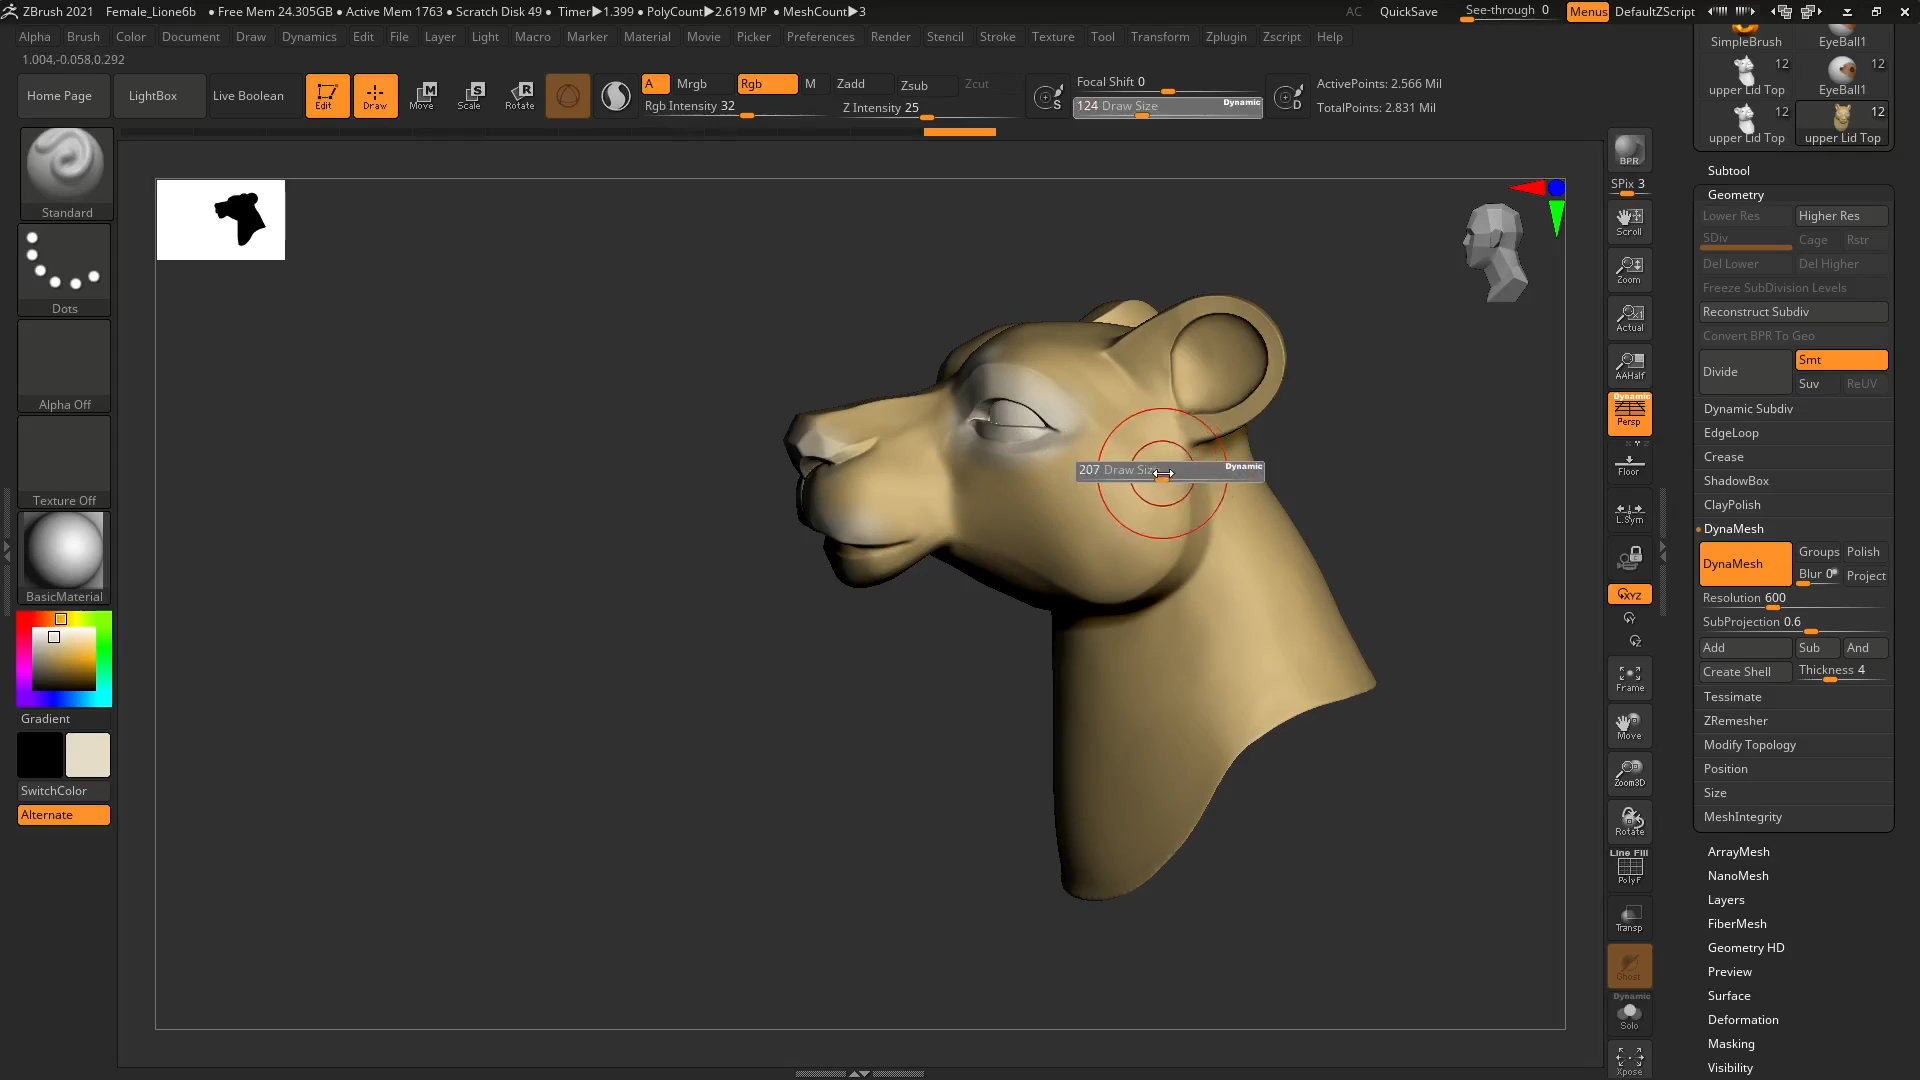 ZBrush 2021 Female_Lione6b • Free Mem 24.305GB • Active Mem 1763 • Scratch Disk 49 • Timer▶1.399 • PolyCount▶2.619 MP • MeshCount▶3 AC QuickSave See-through 0 Menus DefaultZScript
Alpha Brush Color Document Draw Dynamics Edit File Layer Light Macro Marker Material Movie Picker Preferences Render Stencil Stroke Texture Tool Transform Zplugin Zscript Help
1.004,-0.058,0.292
Home Page LightBox Live Boolean Edit Draw Move Scale Rotate
A Mrgb Rgb M Zadd Zsub Zcut
Rgb Intensity 32 Z Intensity 25
Focal Shift 0
124 Draw Size Dynamic
ActivePoints: 2.566 Mil
TotalPoints: 2.831 Mil
Standard
Dots
Alpha Off
Texture Off
BasicMaterial
Gradient
SwitchColor
Alternate
207 Draw Size Dynamic
BPR
SPix 3
Scroll
Zoom
Actual
AAHalf
Dynamic
Persp
Floor
L.Sym
XYZ
Frame
Move
Zoom3D
Rotate
Line Fill
PolyF
Transp
Ghost
Dynamic
Solo
Xpose
SimpleBrush EyeBall1
12 12
upper Lid Top EyeBall1
12 12
upper Lid Top upper Lid Top
Subtool
Geometry
Lower Res Higher Res
SDiv Cage Rstr
Del Lower Del Higher
Freeze SubDivision Levels
Reconstruct Subdiv
Convert BPR To Geo
Divide Smt
Suv ReUV
Dynamic Subdiv
EdgeLoop
Crease
ShadowBox
ClayPolish
DynaMesh
DynaMesh Groups Polish
Blur 0 Project
Resolution 600
SubProjection 0.6
Add Sub And
Create Shell Thickness 4
Tessimate
ZRemesher
Modify Topology
Position
Size
MeshIntegrity
ArrayMesh
NanoMesh
Layers
FiberMesh
Geometry HD
Preview
Surface
Deformation
Masking
Visibility